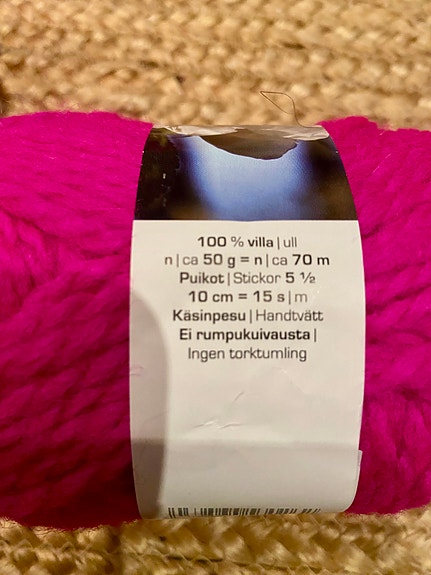 100 % villa | ull
n | ca 50 g = n | ca 70 m
Puikot | Stickor 5 ½
10 cm = 15 s | m
Käsinpesu | Handtvätt
Ei rumpukuivausta |
Ingen torktumling